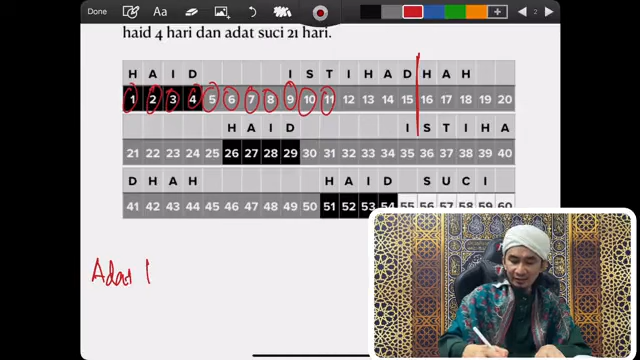 Done
2
haid 4 hari dan adat suci 21 hari.
H A I D I S T I H A D H A H
1 2 3 4 5 6 7 8 9 10 11 12 13 14 15 16 17 18 19 20
H A I D I S T I H A
21 22 23 24 25 26 27 28 29 30 31 32 33 34 35 36 37 38 39 40
D H A H H A I D S U C I
41 42 43 44 45 46 47 48 49 50 51 52 53 54 55 56 57 58 59 60
Adat